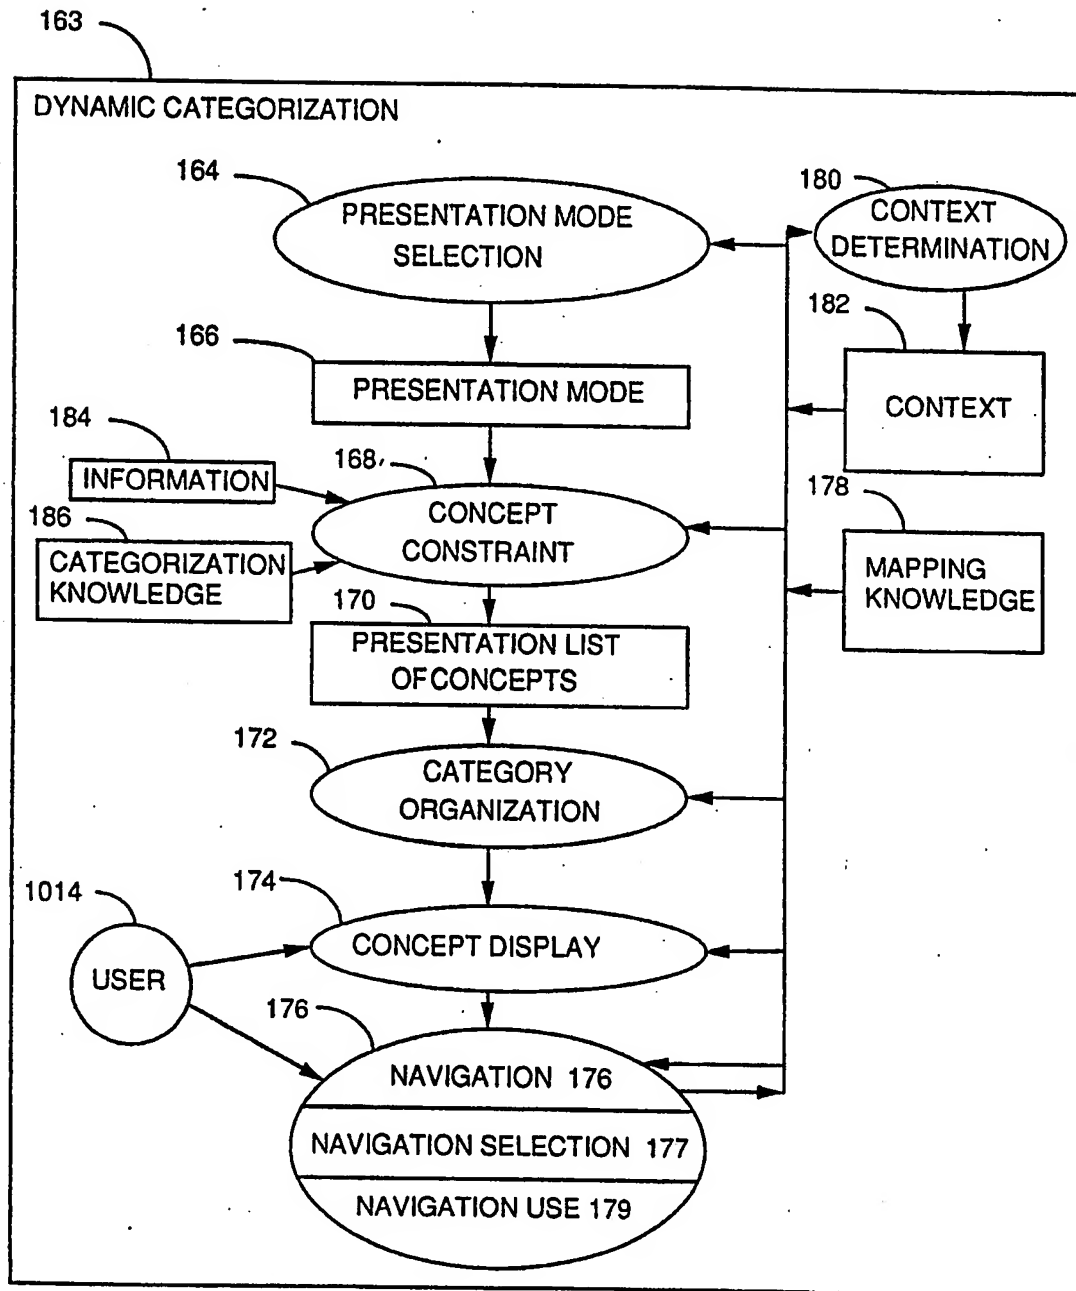 163
DYNAMIC CATEGORIZATION
164
PRESENTATION MODE
SELECTION
180
CONTEXT
DETERMINATION
166
PRESENTATION MODE
182
CONTEXT
184
INFORMATION
168
CONCEPT
CONSTRAINT
178
MAPPING
KNOWLEDGE
186
CATEGORIZATION
KNOWLEDGE
170
PRESENTATION LIST
OF CONCEPTS
172
CATEGORY
ORGANIZATION
174
CONCEPT DISPLAY
1014
USER
176
NAVIGATION 176
NAVIGATION SELECTION 177
NAVIGATION USE 179